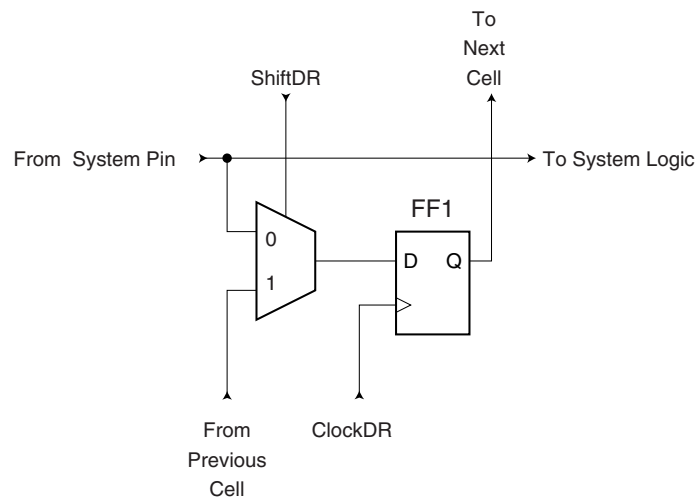 To
Next
Cell
ShiftDR
From System Pin
To System Logic
FF1
0
D Q
1
From
Previous
Cell
ClockDR